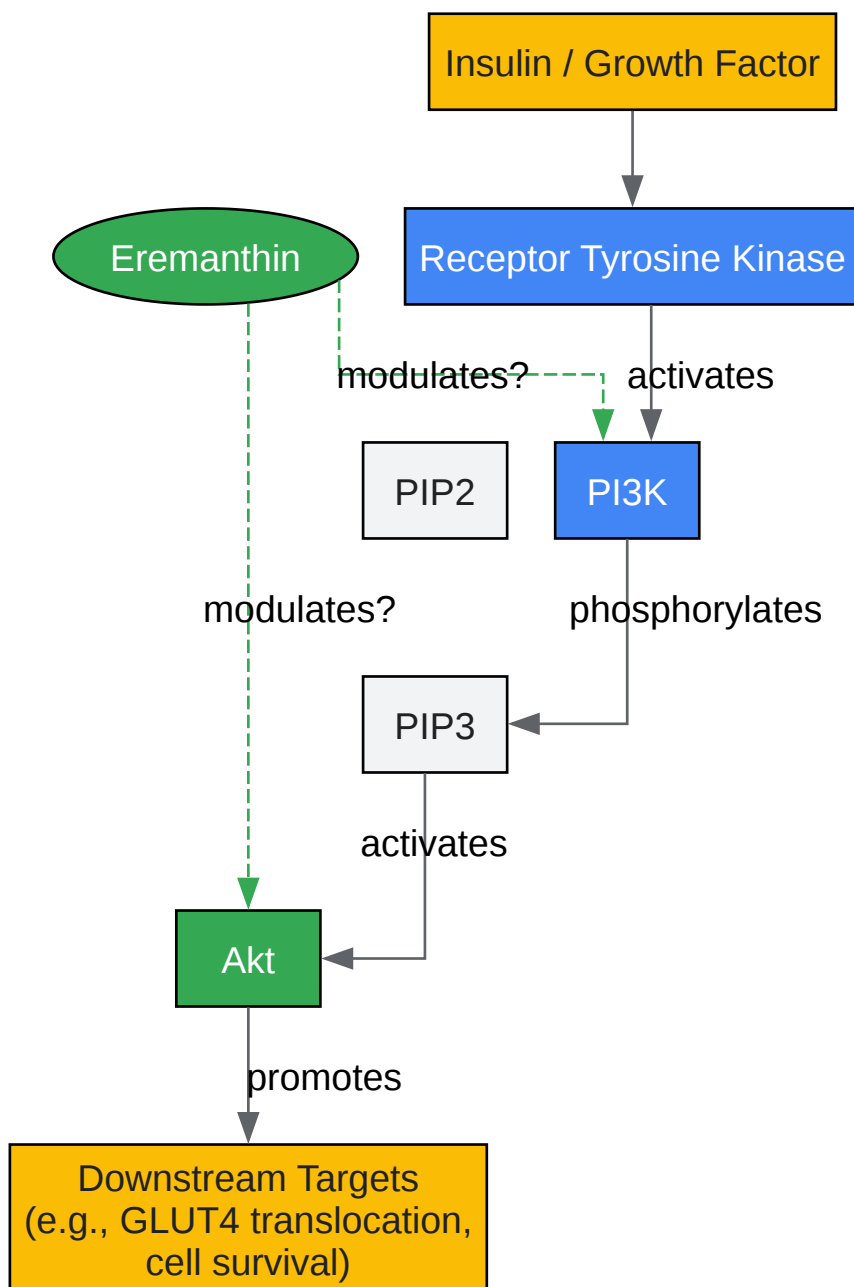 Insulin / Growth Factor
Eremanthin
Receptor Tyrosine Kinase
modulates?
activates
PIP2
PI3K
modulates?
phosphorylates
PIP3
activates
Akt
promotes
Downstream Targets
(e.g., GLUT4 translocation,
cell survival)